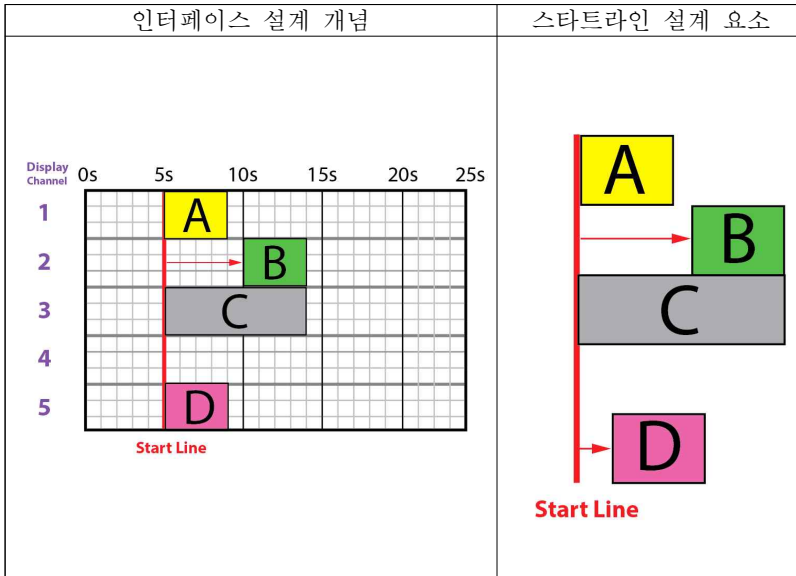 인터페이스 설계 개념
스타트라인 설계 요소
Display
Channel
0s 5s 10s 15s 20s 25s
1 A
2 B
3 C
4
5 D
Start Line
A
B
C
D
Start Line